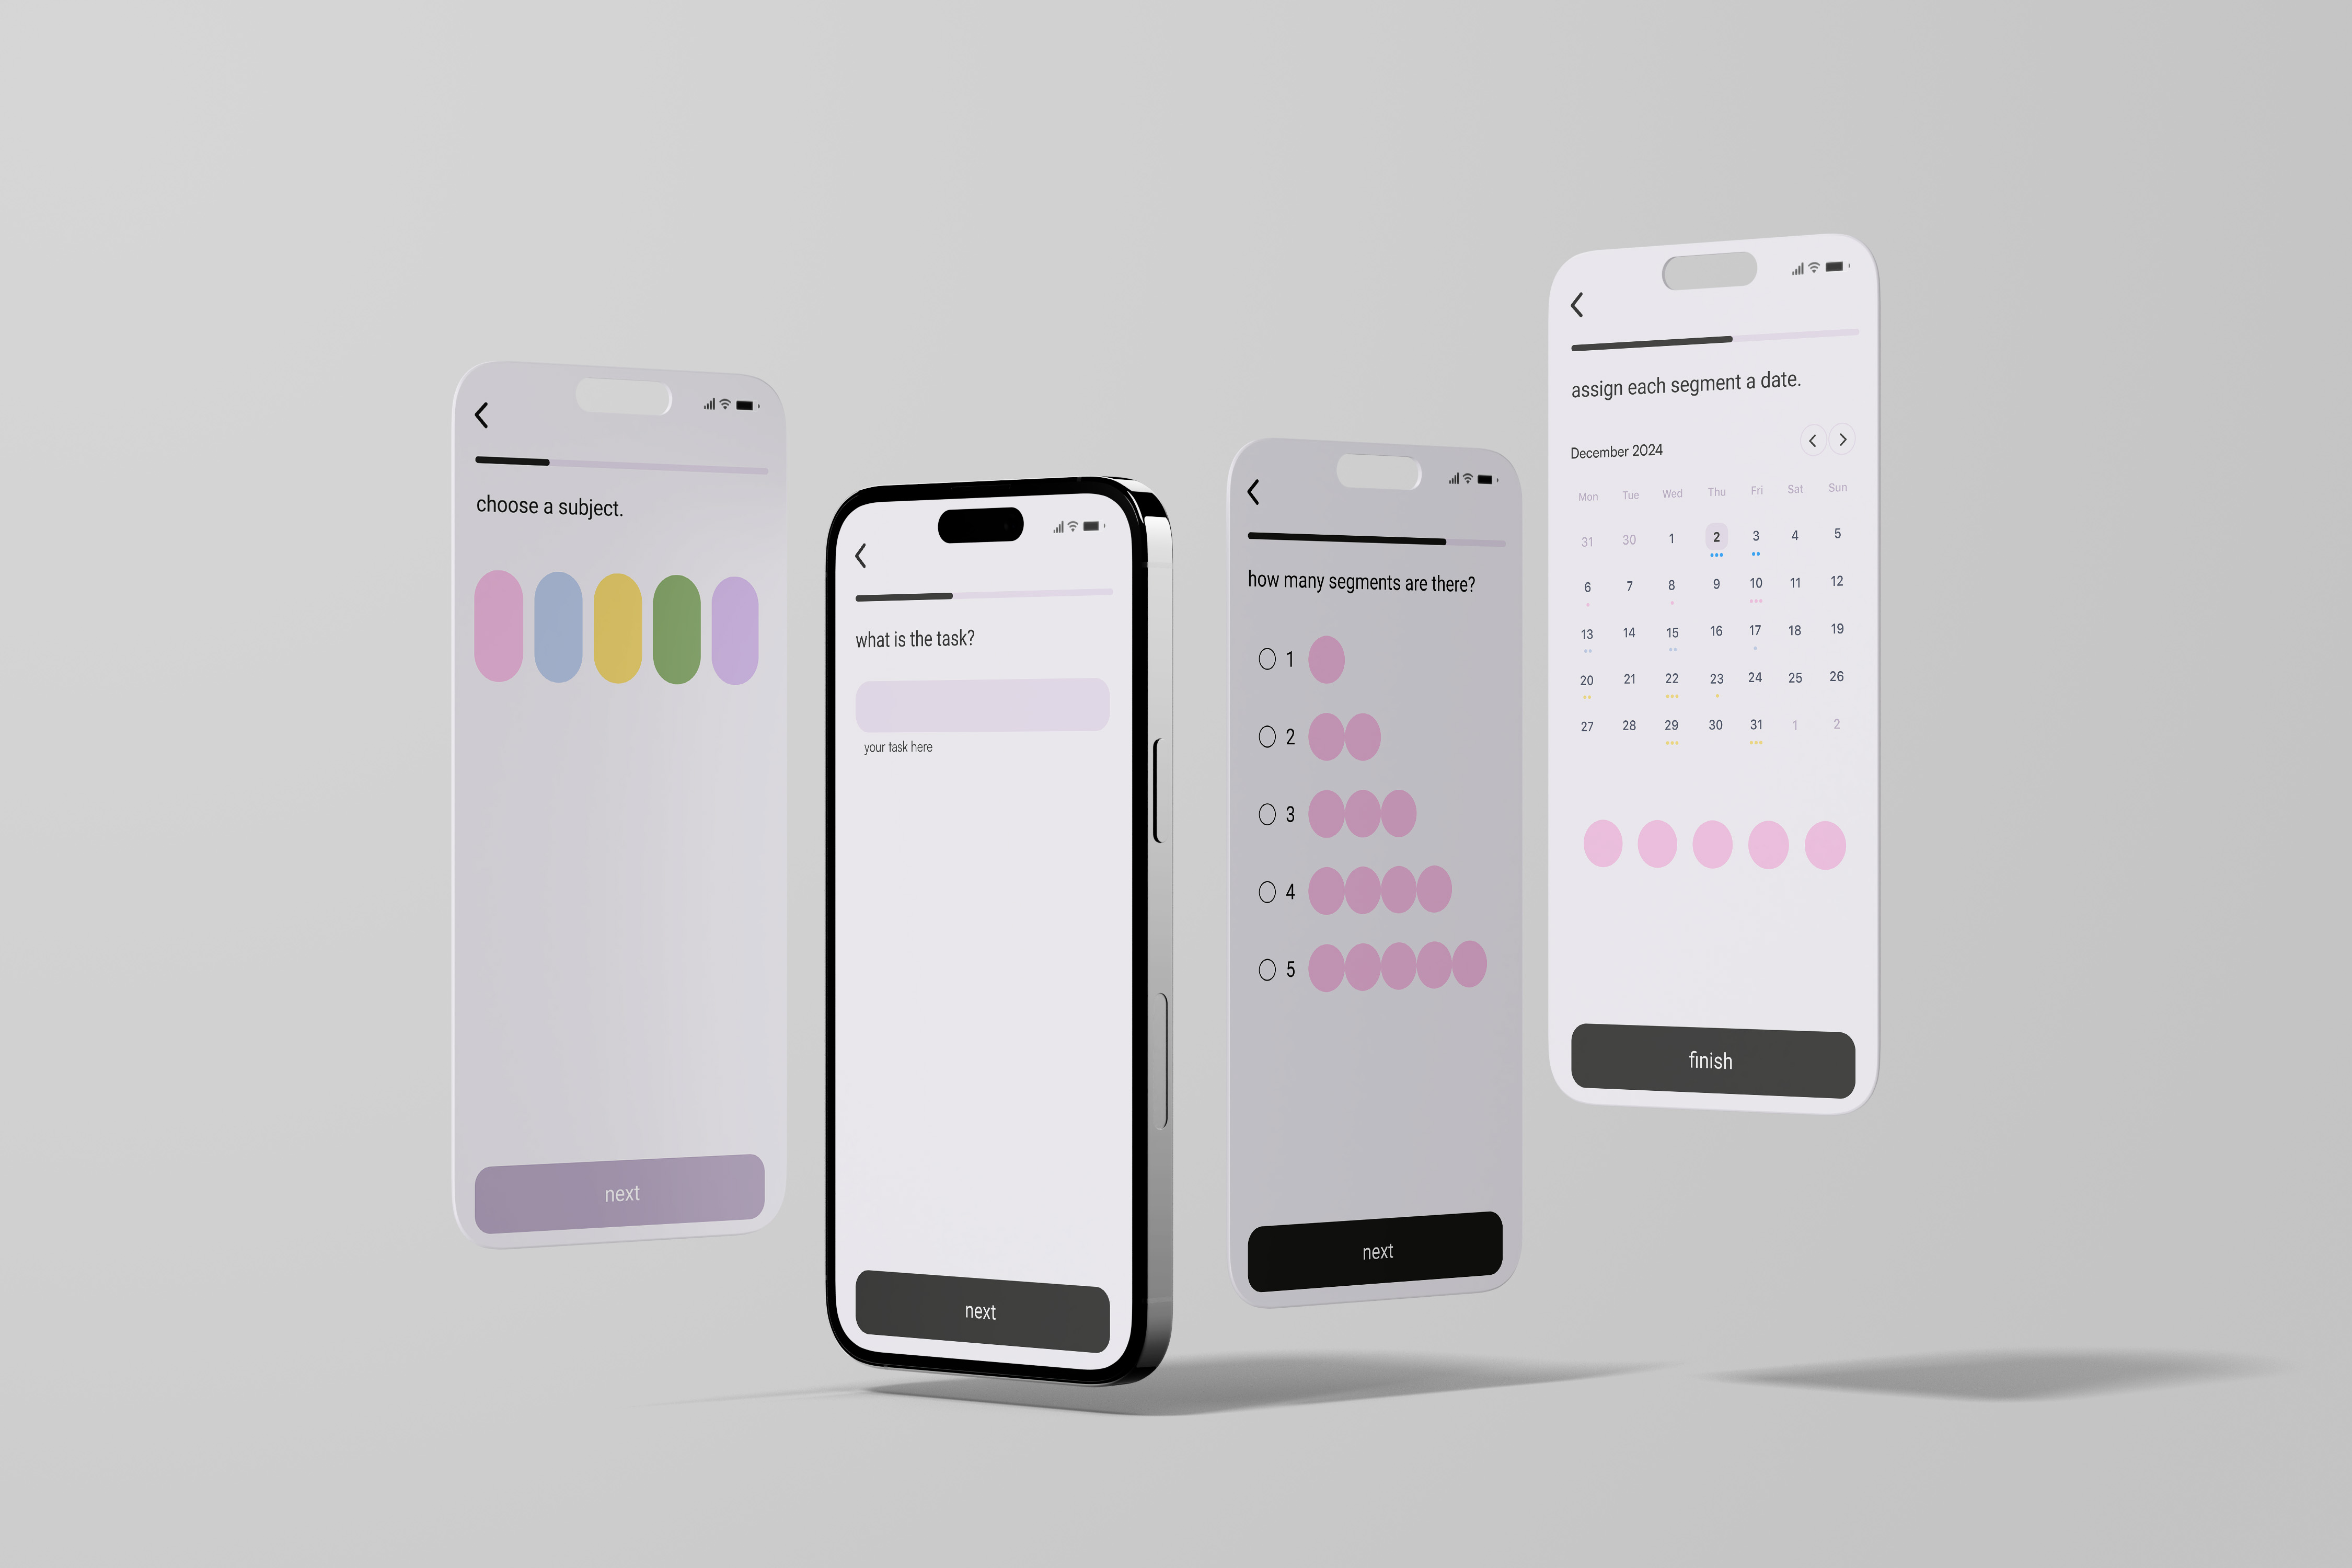 choose a subject.
next
what is the task?
your task here
next
how many segments are there?
1
2
3
4
5
next
assign each segment a date.
December 2024
Mon Tue Wed Thu Fri Sat Sun
31 30 1 2 3 4 5
6 7 8 9 10 11 12
13 14 15 16 17 18 19
20 21 22 23 24 25 26
27 28 29 30 31 1 2
finish